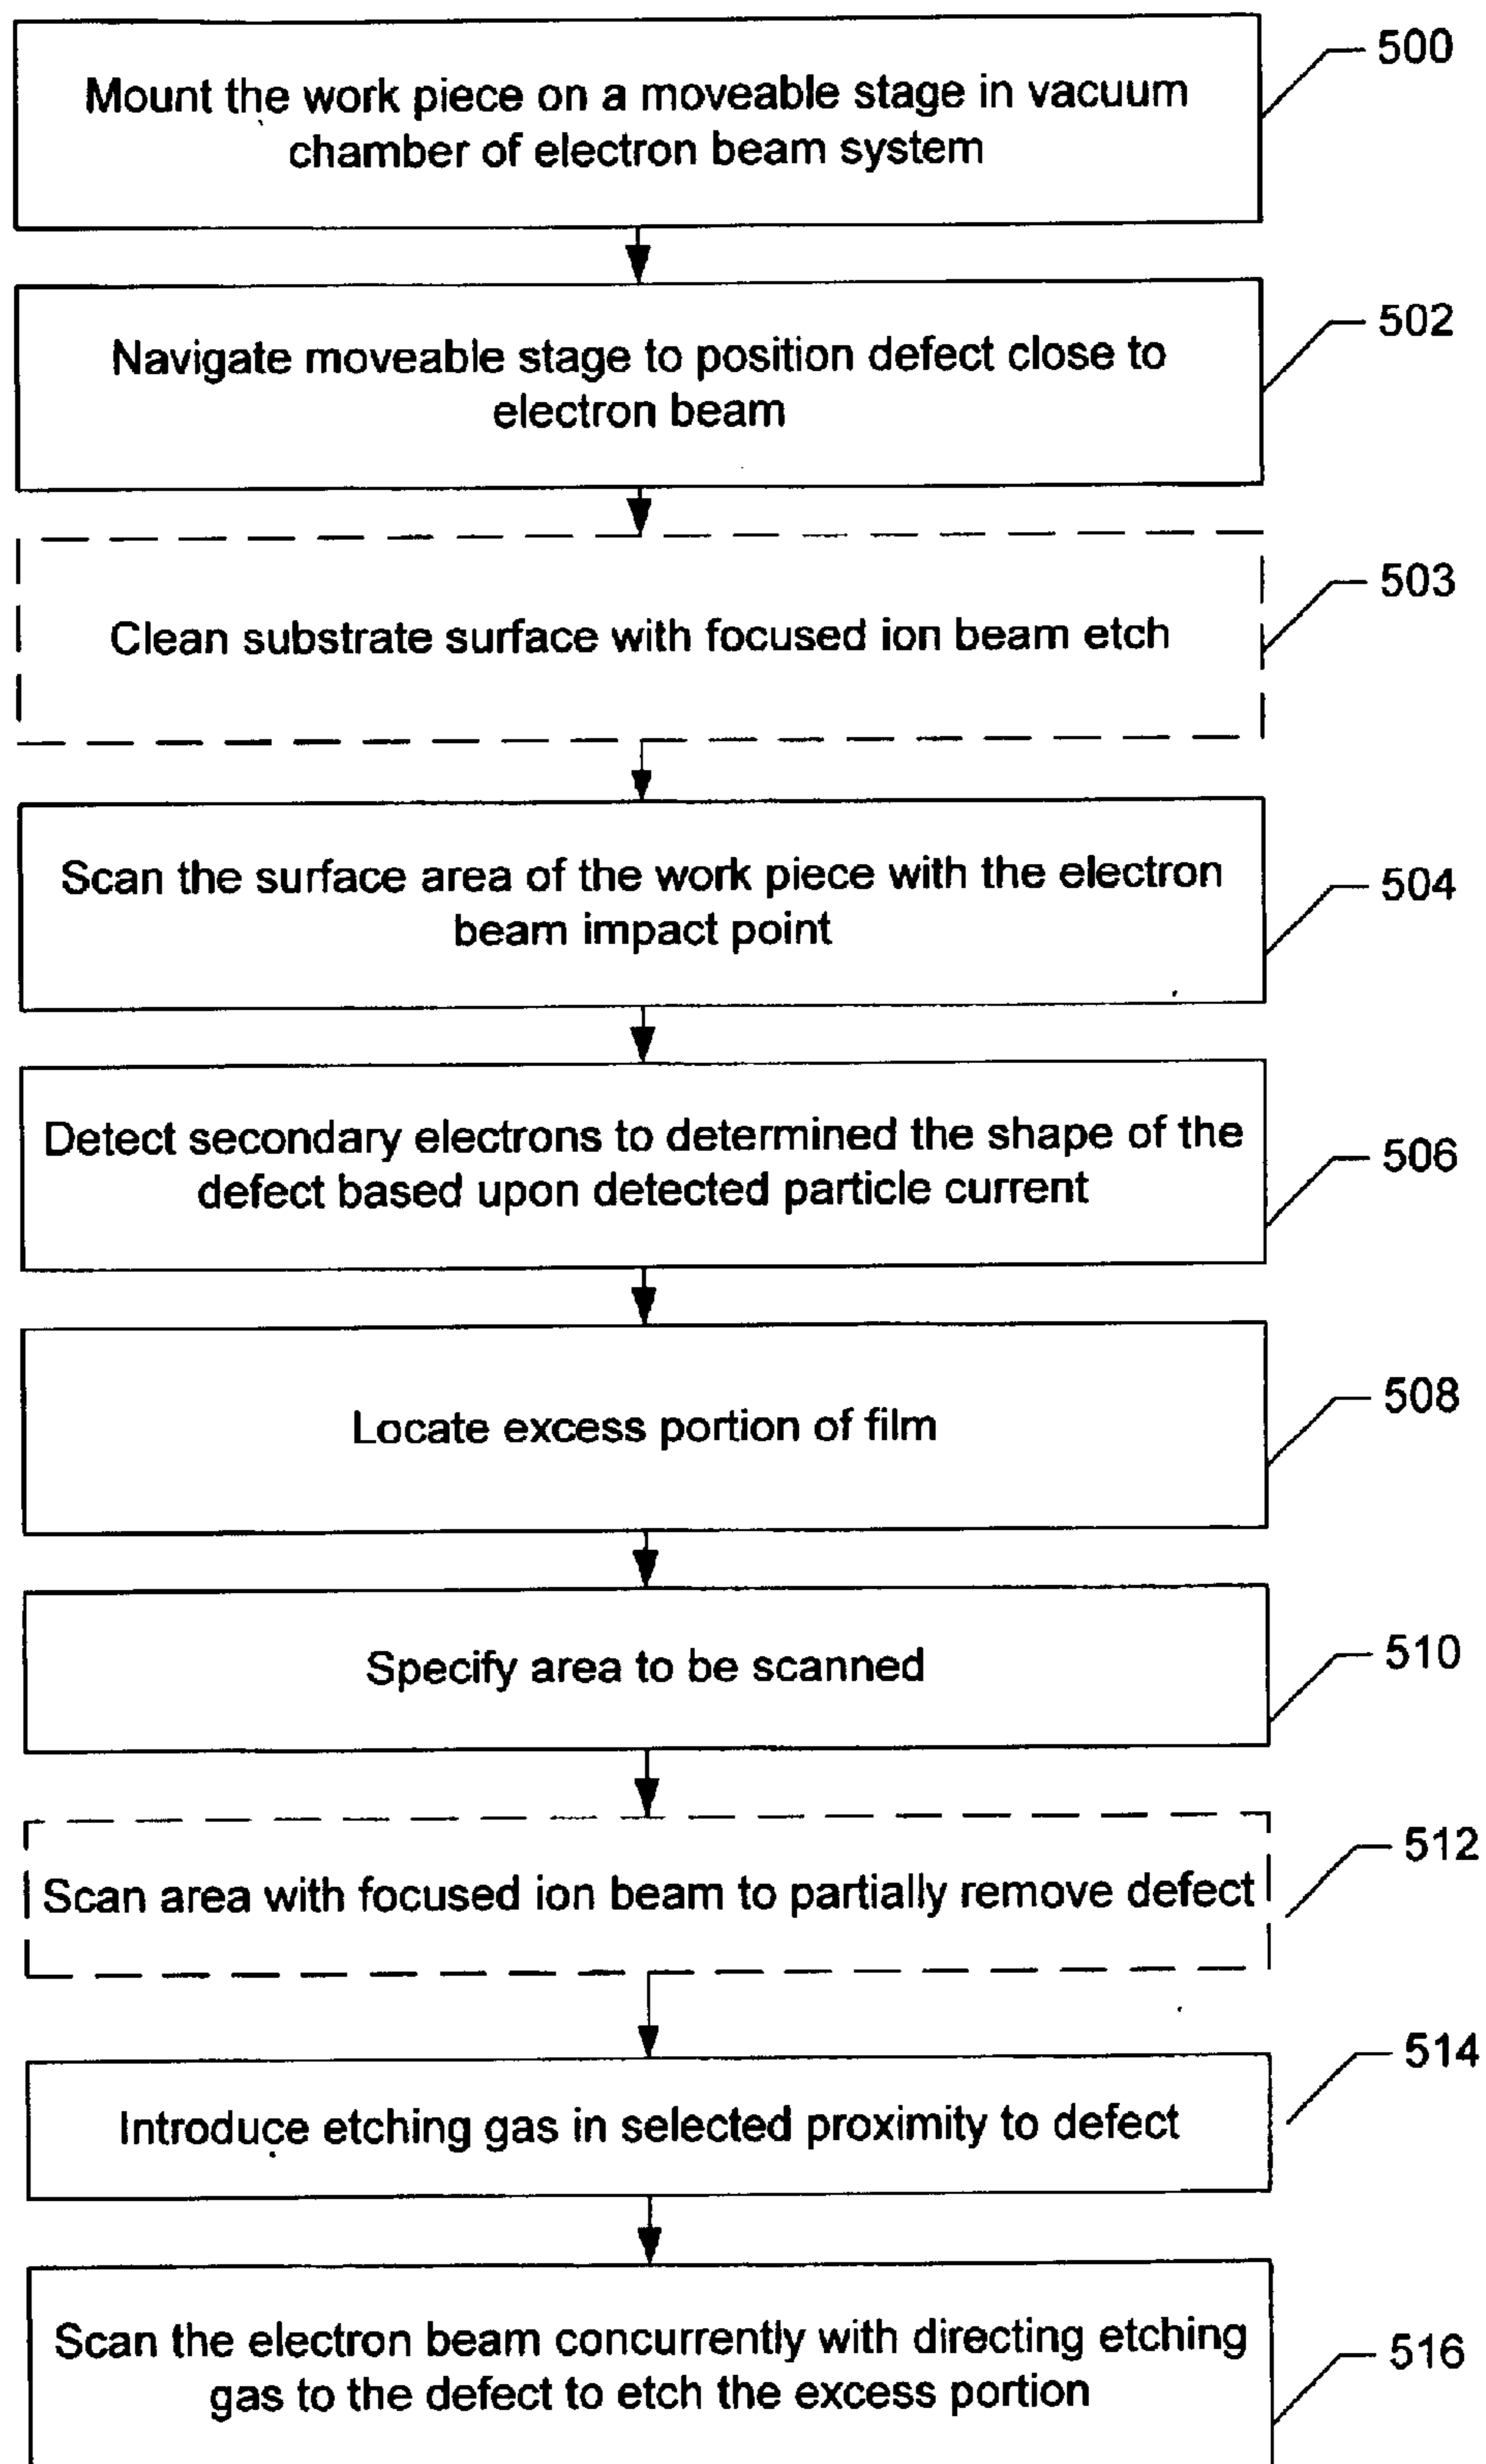 Mount the work piece on a moveable stage in vacuum
chamber of electron beam system
500
Navigate moveable stage to position defect close to
electron beam
502
Clean substrate surface with focused ion beam etch
503
Scan the surface area of the work piece with the electron
beam impact point
504
Detect secondary electrons to determined the shape of the
defect based upon detected particle current
506
Locate excess portion of film
508
Specify area to be scanned
510
Scan area with focused ion beam to partially remove defect
512
Introduce etching gas in selected proximity to defect
514
Scan the electron beam concurrently with directing etching
gas to the defect to etch the excess portion
516